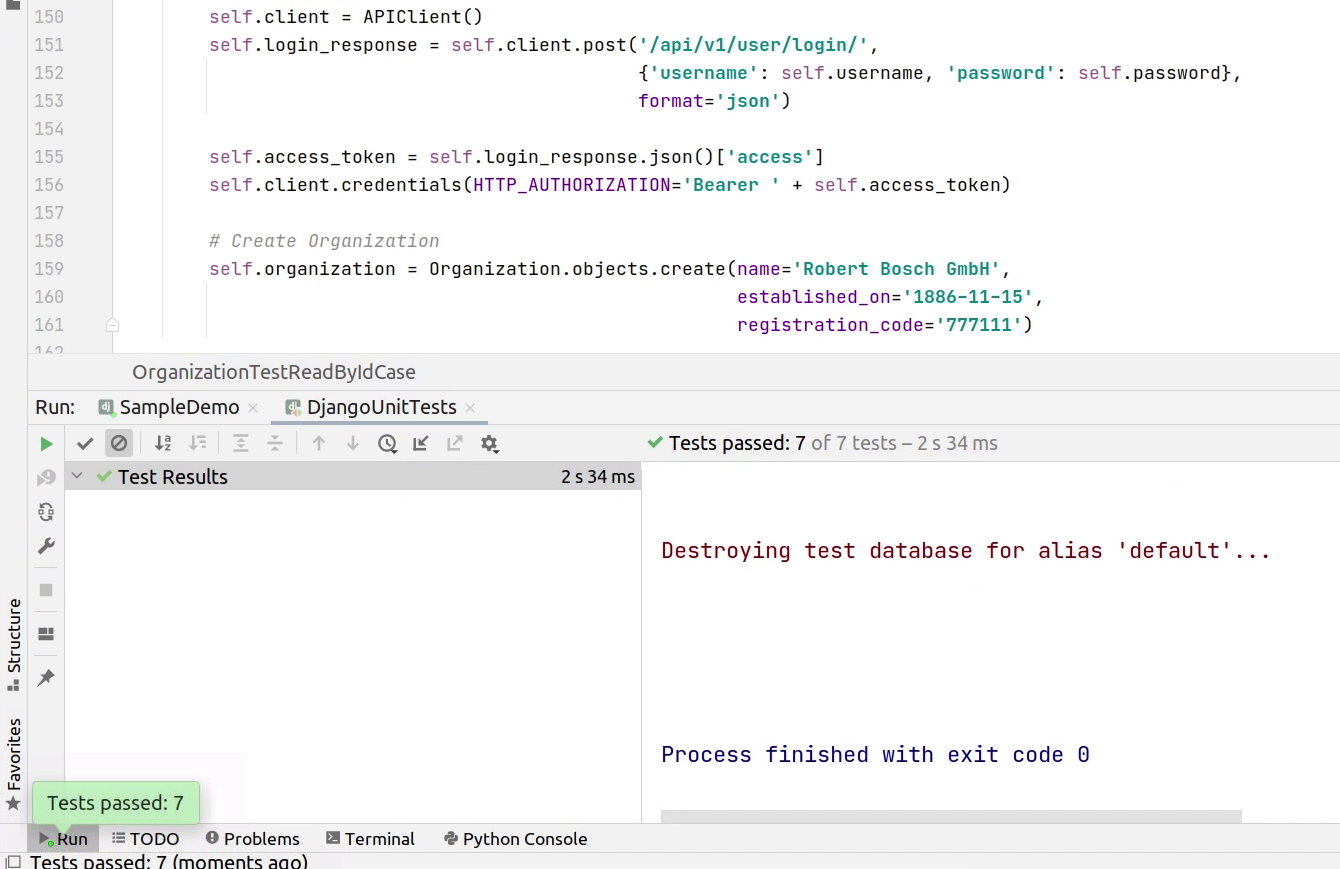 150 self.client = APIClient()
151 self.login_response = self.client.post('/api/v1/user/login/',
152 {'username': self.username, 'password': self.password},
153 format='json')
154
155 self.access_token = self.login_response.json()['access']
156 self.client.credentials(HTTP_AUTHORIZATION='Bearer ' + self.access_token)
157
158 # Create Organization
159 self.organization = Organization.objects.create(name='Robert Bosch GmbH',
160 established_on='1886-11-15',
161 registration_code='777111')
162
OrganizationTestReadByIdCase
Run: SampleDemo DjangoUnitTests
Tests passed: 7 of 7 tests – 2 s 34 ms
Test Results 2 s 34 ms
Destroying test database for alias 'default'...
Process finished with exit code 0
Structure
Favorites
Tests passed: 7
Run TODO Problems Terminal Python Console
Tests passed: 7 (moments ago)